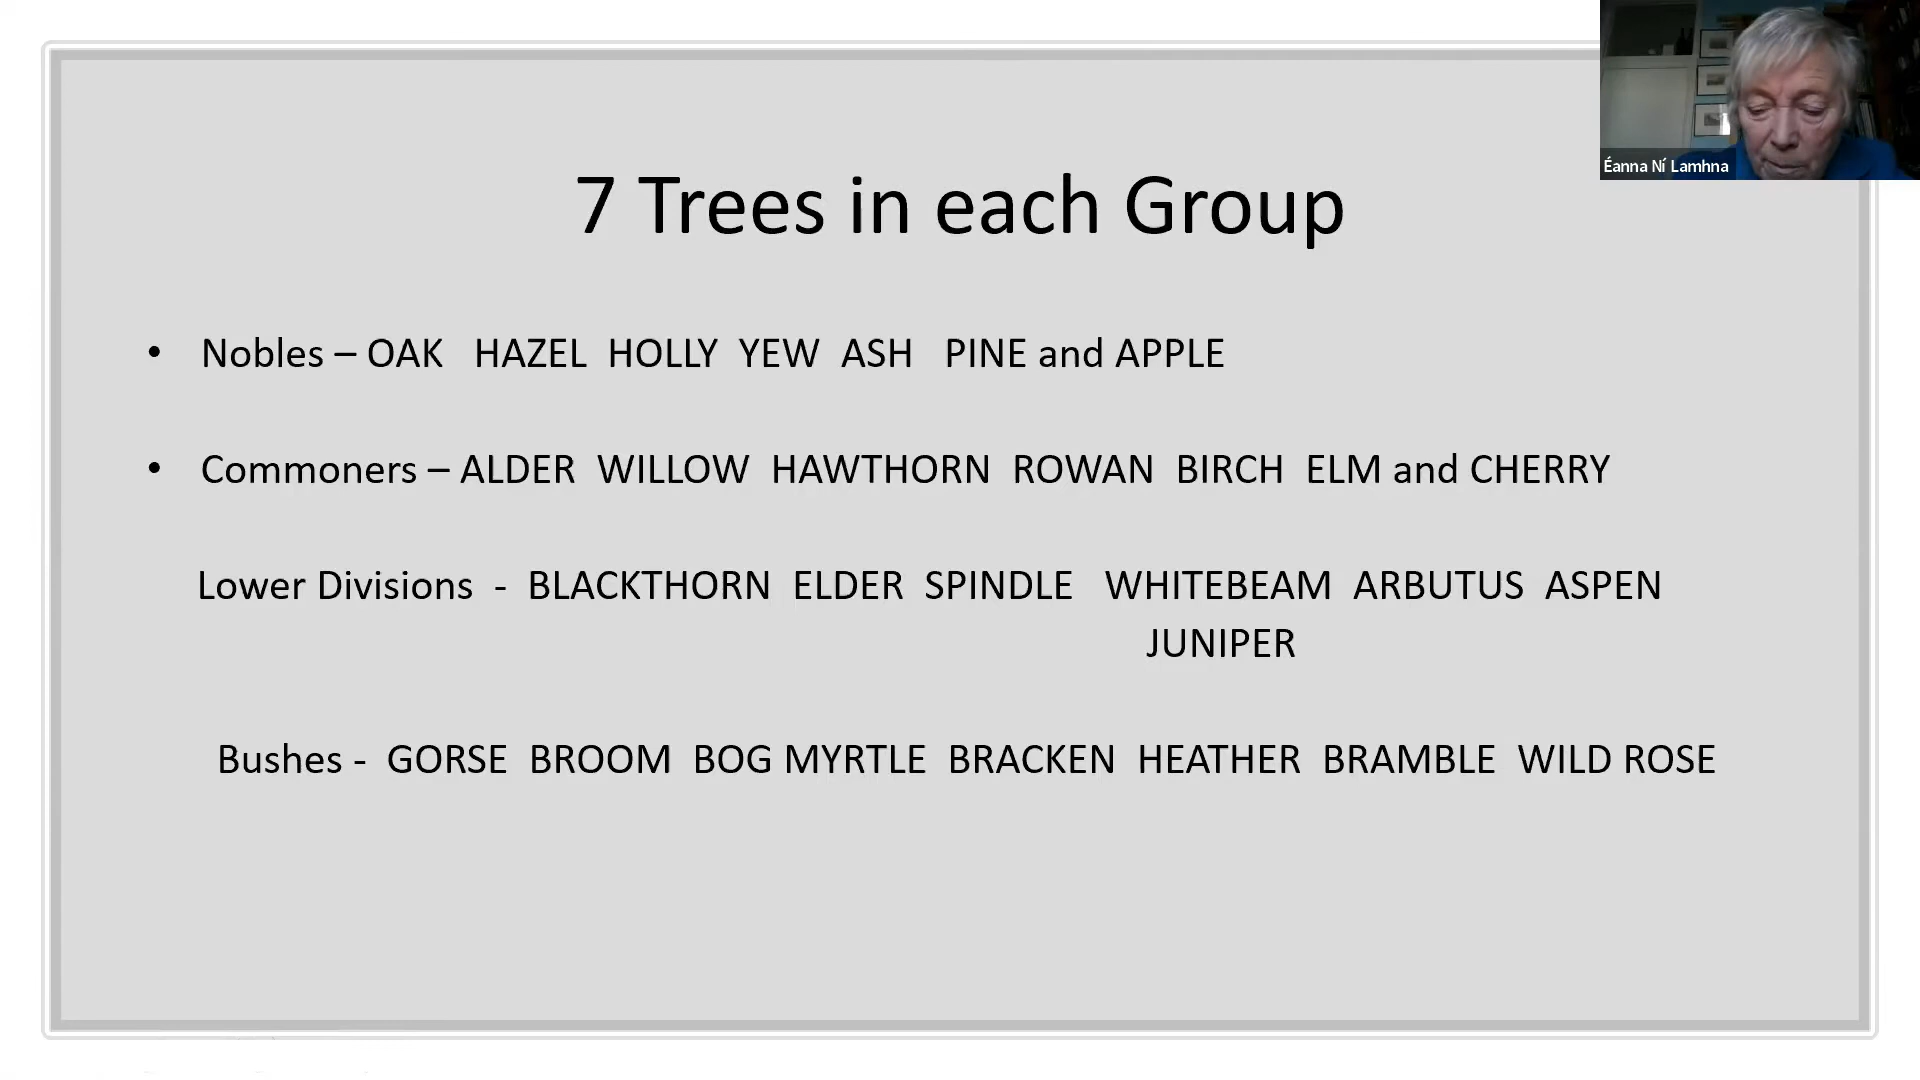 Éanna Ní Lamhna
7 Trees in each Group
• Nobles – OAK HAZEL HOLLY YEW ASH PINE and APPLE
• Commoners – ALDER WILLOW HAWTHORN ROWAN BIRCH ELM and CHERRY
Lower Divisions - BLACKTHORN ELDER SPINDLE WHITEBEAM ARBUTUS ASPEN
JUNIPER
Bushes - GORSE BROOM BOG MYRTLE BRACKEN HEATHER BRAMBLE WILD ROSE